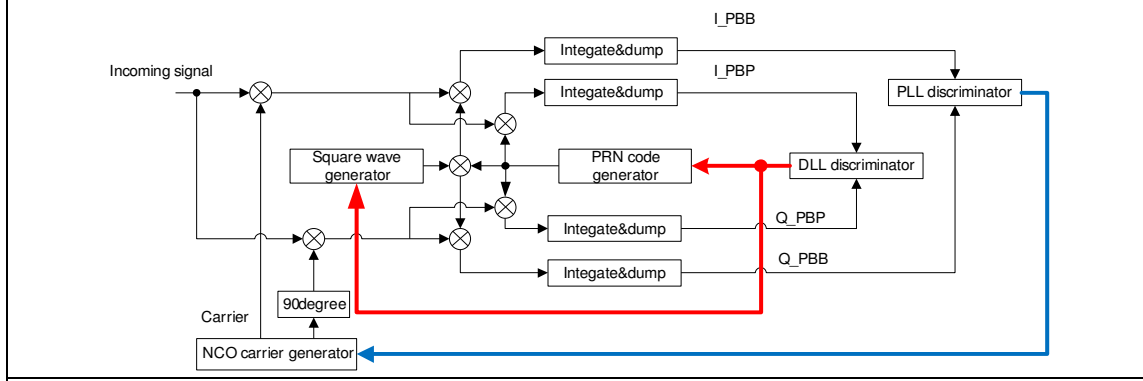 I_PBB
Integate&dump
Incoming signal
I_PBP
Integate&dump
PLL discriminator
Square wave
generator
PRN code
generator
DLL discriminator
Q_PBP
Integate&dump
Q_PBB
Integate&dump
90degree
Carrier
NCO carrier generator